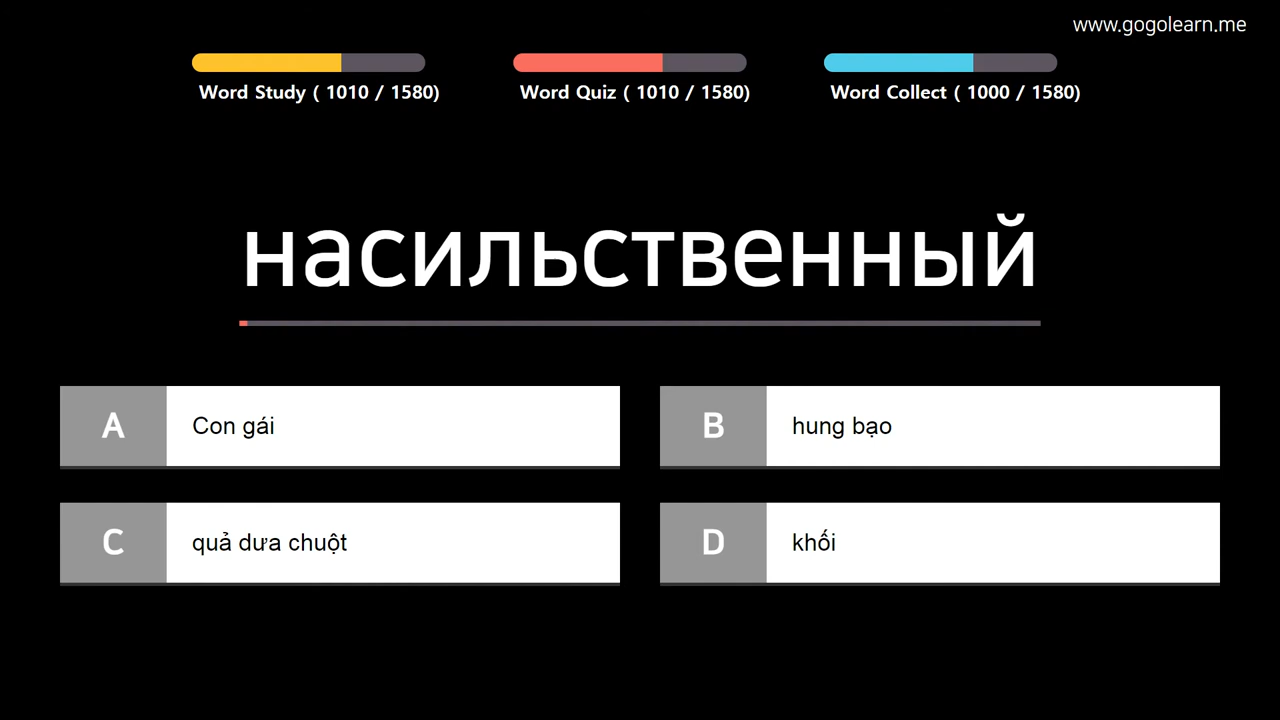 www.gogolearn.me
Word Study ( 1010 / 1580)
Word Quiz ( 1010 / 1580)
Word Collect ( 1000 / 1580)
насильственный
A Con gái
B hung bạo
C quả dưa chuột
D khối